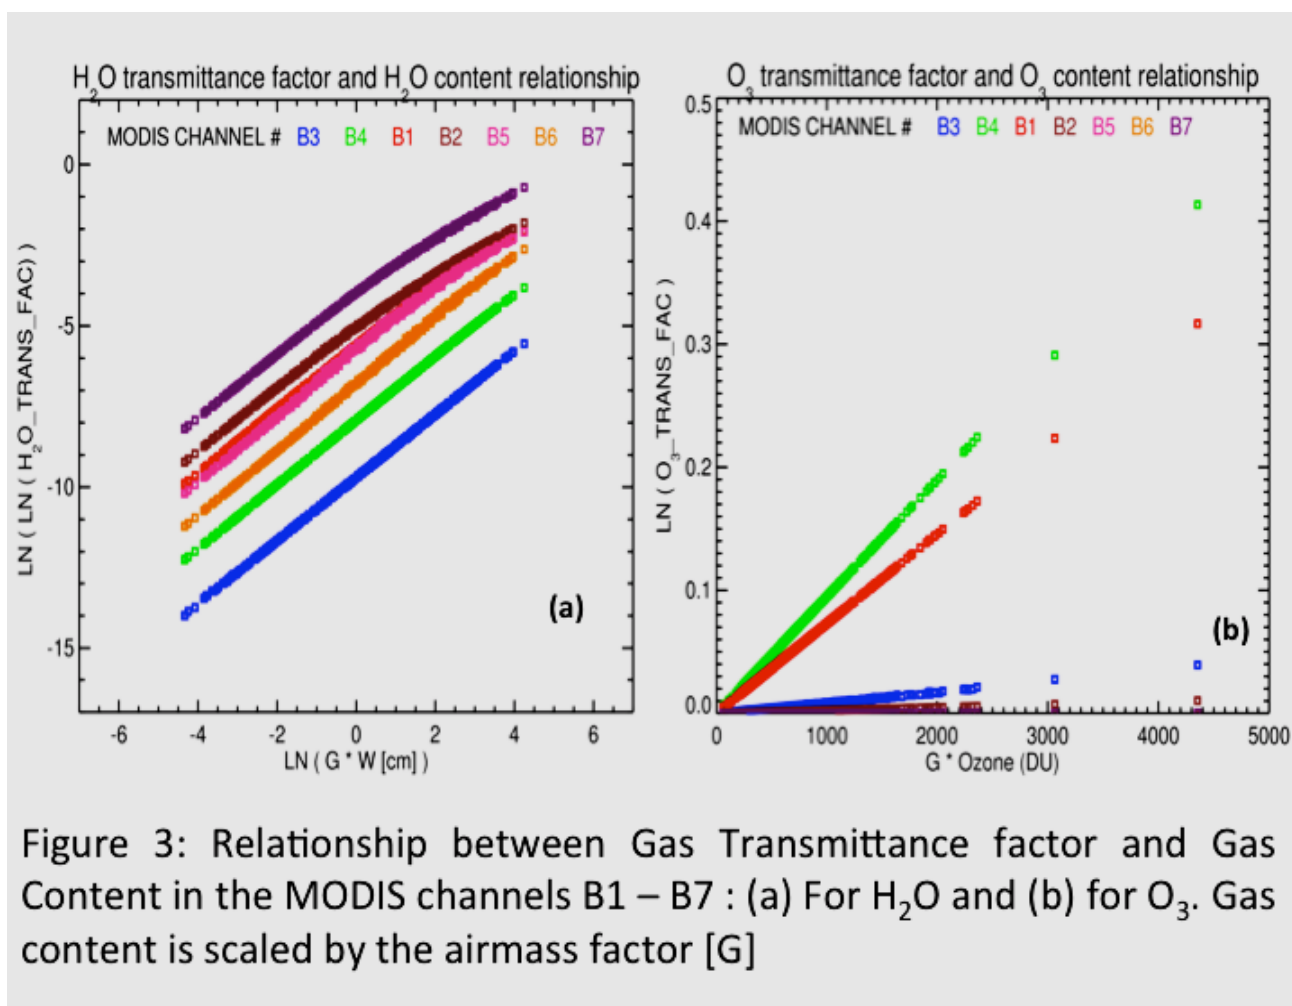 H₂O transmittance factor and H₂O content relationship
MODIS CHANNEL # B3 B4 B1 B2 B5 B6 B7
LN ( LN ( H₂O_TRANS_FAC) )
0
-5
-10
-15
(a)
-6 -4 -2 0 2 4 6
LN ( G * W [cm] )
O₃ transmittance factor and O₃ content relationship
MODIS CHANNEL # B3 B4 B1 B2 B5 B6 B7
LN ( O₃_TRANS_FAC )
0.5
0.4
0.3
0.2
0.1
0.0
(b)
0 1000 2000 3000 4000 5000
G * Ozone (DU)
Figure 3: Relationship between Gas Transmittance factor and Gas
Content in the MODIS channels B1 – B7 : (a) For H₂O and (b) for O₃. Gas
content is scaled by the airmass factor [G]